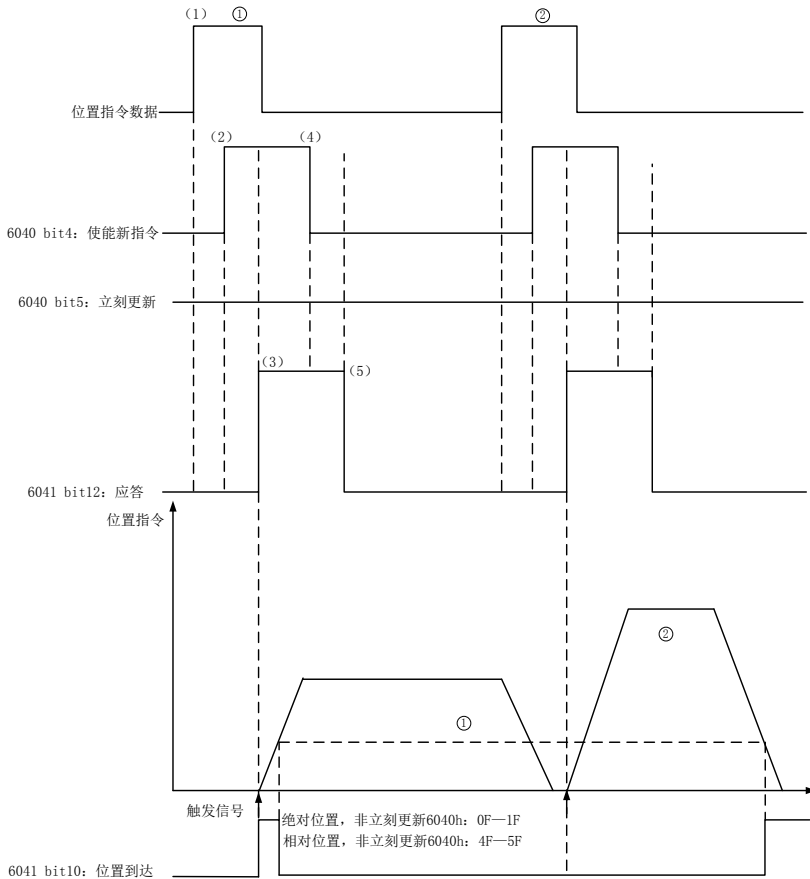 （1）
①
②
位置指令数据
（2）
（4）
6040 bit4：使能新指令
6040 bit5：立刻更新
（3）
（5）
6041 bit12：应答
位置指令
②
①
触发信号
绝对位置，非立刻更新6040h：0F—1F
相对位置，非立刻更新6040h：4F—5F
6041 bit10：位置到达